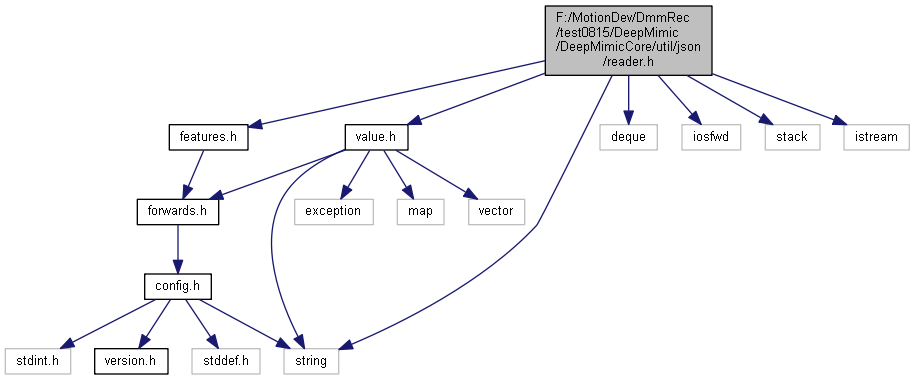 F:/MotionDev/DmmRec
/test0815/DeepMimic
/DeepMimicCore/util/json
/reader.h
features.h
value.h
deque
iosfwd
stack
istream
forwards.h
exception
map
vector
config.h
stdint.h
version.h
stddef.h
string